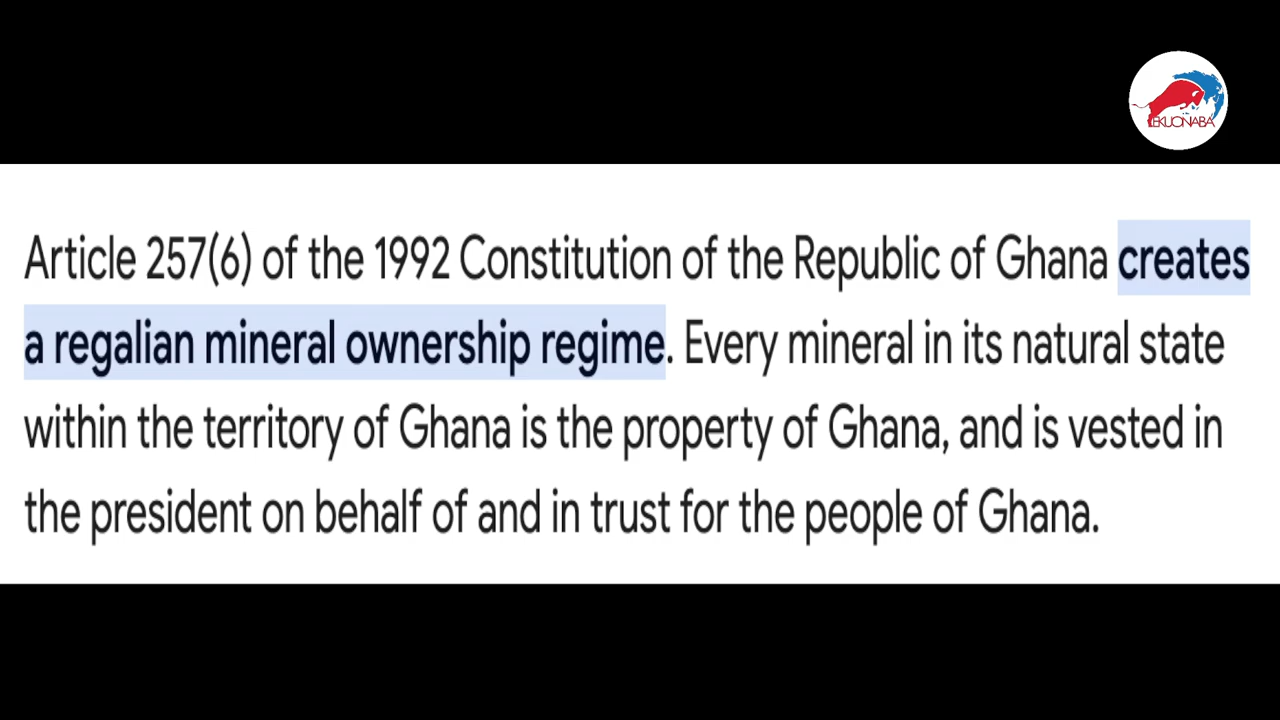 EKUONABA
Article 257(6) of the 1992 Constitution of the Republic of Ghana creates
a regalian mineral ownership regime. Every mineral in its natural state
within the territory of Ghana is the property of Ghana, and is vested in
the president on behalf of and in trust for the people of Ghana.